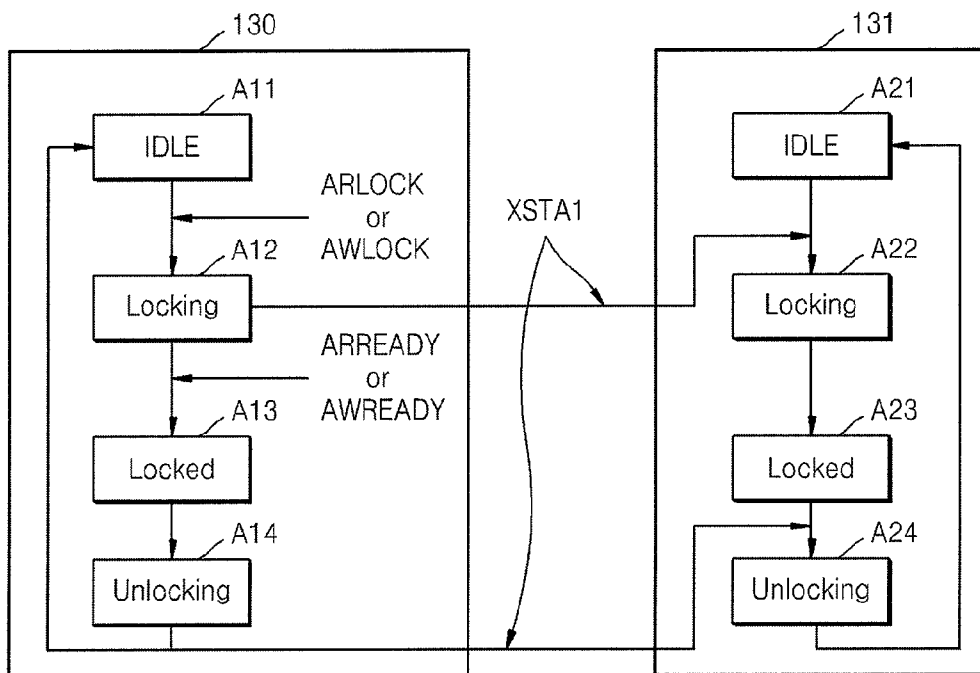 130
131
A11
IDLE
ARLOCK
or
AWLOCK
A12
Locking
ARREADY
or
AWREADY
A13
Locked
A14
Unlocking
XSTA1
A21
IDLE
A22
Locking
A23
Locked
A24
Unlocking